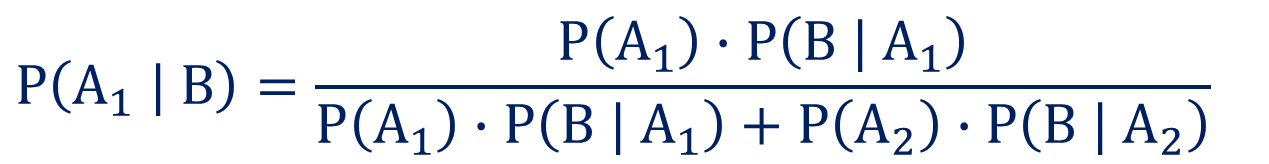 P(A₁ | B) = 
P(A₁) · P(B | A₁)
P(A₁) · P(B | A₁) + P(A₂) · P(B | A₂)